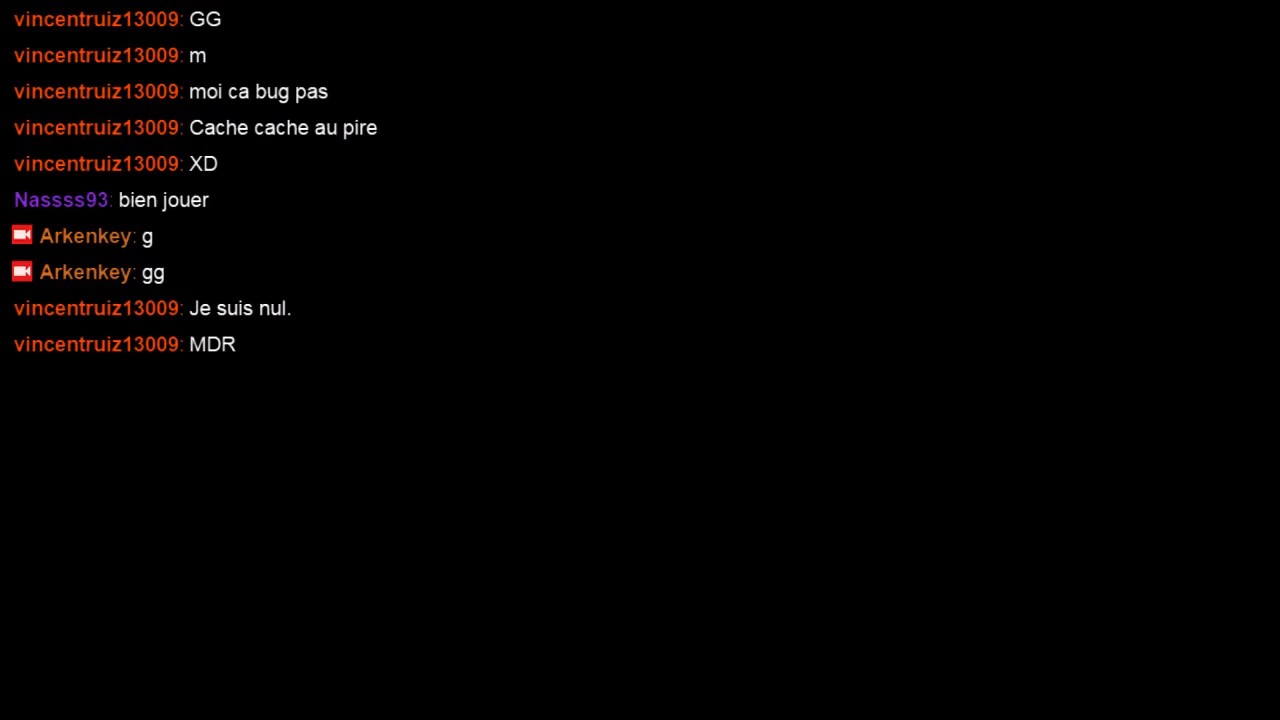 vincentruiz13009: GG
vincentruiz13009: m
vincentruiz13009: moi ca bug pas
vincentruiz13009: Cache cache au pire
vincentruiz13009: XD
Nassss93: bien jouer
Arkenkey: g
Arkenkey: gg
vincentruiz13009: Je suis nul.
vincentruiz13009: MDR